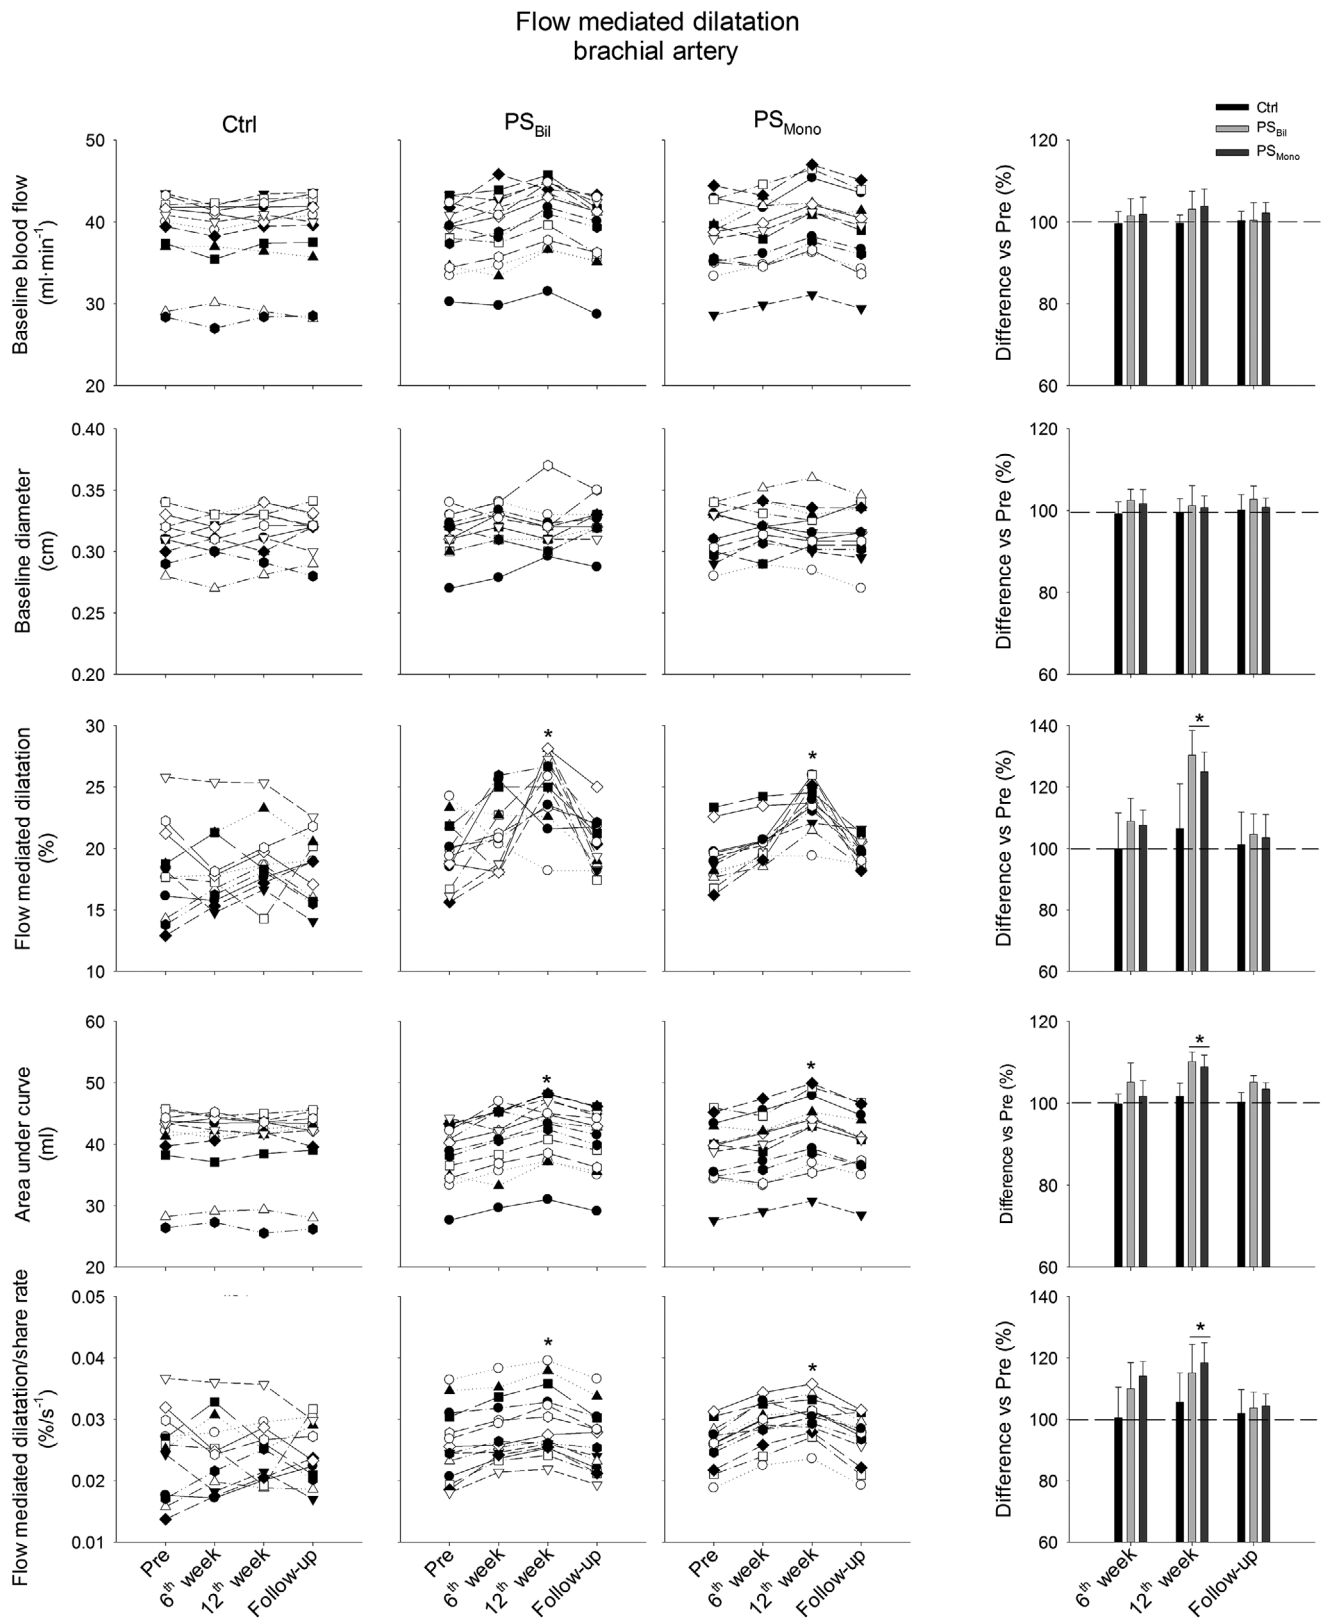 Flow mediated dilatation
brachial artery
Ctrl
PSBil
PSMono
Ctrl
PSBil
PSMono
Baseline blood flow
(ml·min-1)
50
40
30
20
Difference vs Pre (%)
120
100
80
60
Baseline diameter
(cm)
0.40
0.35
0.30
0.25
0.20
Difference vs Pre (%)
120
100
80
60
Flow mediated dilatation
(%)
30
25
20
15
10
*
*
Difference vs Pre (%)
140
120
100
80
60
*
Area under curve
(ml)
60
50
40
30
20
*
*
Difference vs Pre (%)
120
100
80
60
*
Flow mediated dilatation/share rate
(%/s-1)
0.05
0.04
0.03
0.02
0.01
*
*
Difference vs Pre (%)
140
120
100
80
60
*
Pre
6th week
12th week
Follow-up
Pre
6th week
12th week
Follow-up
Pre
6th week
12th week
Follow-up
6th week
12th week
Follow-up